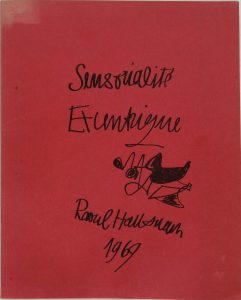 Sensorialité
Excentrique
Raoul Hausmann
1969